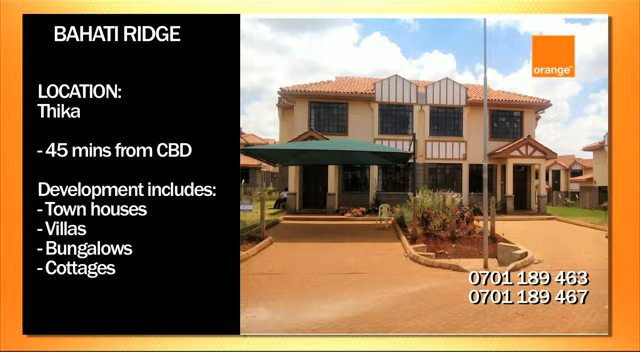 BAHATI RIDGE
LOCATION:
Thika
- 45 mins from CBD
Development includes:
- Town houses
- Villas
- Bungalows
- Cottages
orange™
0701 189 463
0701 189 467